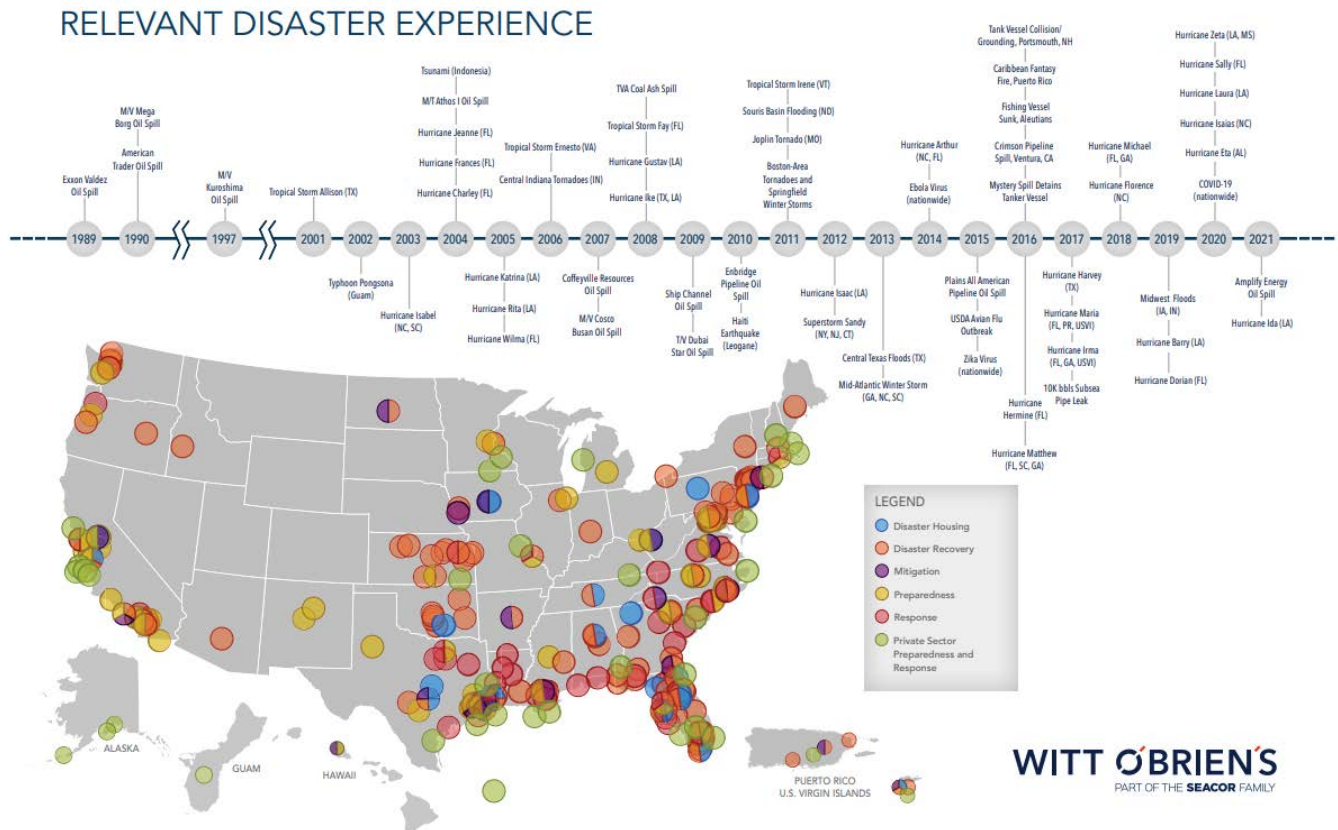 RELEVANT DISASTER EXPERIENCE
Exxon Valdez
Oil Spill
M/V Mega
Borg Oil Spill
American
Trader Oil Spill
M/V
Kuroshima
Oil Spill
Tropical Storm Allison (TX)
Tsunami (Indonesia)
M/T Athos I Oil Spill
Hurricane Jeanne (FL)
Hurricane Frances (FL)
Hurricane Charley (FL)
Tropical Storm Ernesto (VA)
Central Indiana Tornadoes (IN)
TVA Coal Ash Spill
Tropical Storm Fay (FL)
Hurricane Gustav (LA)
Hurricane Ike (TX, LA)
Tropical Storm Irene (VT)
Souris Basin Flooding (ND)
Joplin Tornado (MO)
Boston-Area
Tornadoes and
Springfield
Winter Storms
Hurricane Arthur
(NC, FL)
Ebola Virus
(nationwide)
Tank Vessel Collision/
Grounding, Portsmouth, NH
Caribbean Fantasy
Fire, Puerto Rico
Fishing Vessel
Sunk, Aleutians
Crimson Pipeline
Spill, Ventura, CA
Mystery Spill Detains
Tanker Vessel
Hurricane Michael
(FL, GA)
Hurricane Florence
(NC)
Hurricane Zeta (LA, MS)
Hurricane Sally (FL)
Hurricane Laura (LA)
Hurricane Isaias (NC)
Hurricane Eta (AL)
COVID-19
(nationwide)
1989 1990 1997 2001 2002 2003 2004 2005 2006 2007 2008 2009 2010 2011 2012 2013 2014 2015 2016 2017 2018 2019 2020 2021
Typhoon Pongsona
(Guam)
Hurricane Isabel
(NC, SC)
Hurricane Katrina (LA)
Hurricane Rita (LA)
Hurricane Wilma (FL)
Coffeyville Resources
Oil Spill
M/V Cosco
Busan Oil Spill
Ship Channel
Oil Spill
T/V Dubai
Star Oil Spill
Enbridge
Pipeline Oil
Spill
Haiti
Earthquake
(Leogane)
Hurricane Isaac (LA)
Superstorm Sandy
(NY, NJ, CT)
Central Texas Floods (TX)
Mid-Atlantic Winter Storm
(GA, NC, SC)
Plains All American
Pipeline Oil Spill
USDA Avian Flu
Outbreak
Zika Virus
(nationwide)
Hurricane
Hermine (FL)
Hurricane Matthew
(FL, SC, GA)
Hurricane Harvey
(TX)
Hurricane Maria
(FL, PR, USVI)
Hurricane Irma
(FL, GA, USVI)
10K bbls Subsea
Pipe Leak
Midwest Floods
(IA, IN)
Hurricane Barry (LA)
Hurricane Dorian (FL)
Amplify Energy
Oil Spill
Hurricane Ida (LA)
LEGEND
Disaster Housing
Disaster Recovery
Mitigation
Preparedness
Response
Private Sector
Preparedness and
Response
ALASKA
GUAM
HAWAII
PUERTO RICO
U.S. VIRGIN ISLANDS
WITT O'BRIEN'S
PART OF THE SEACOR FAMILY